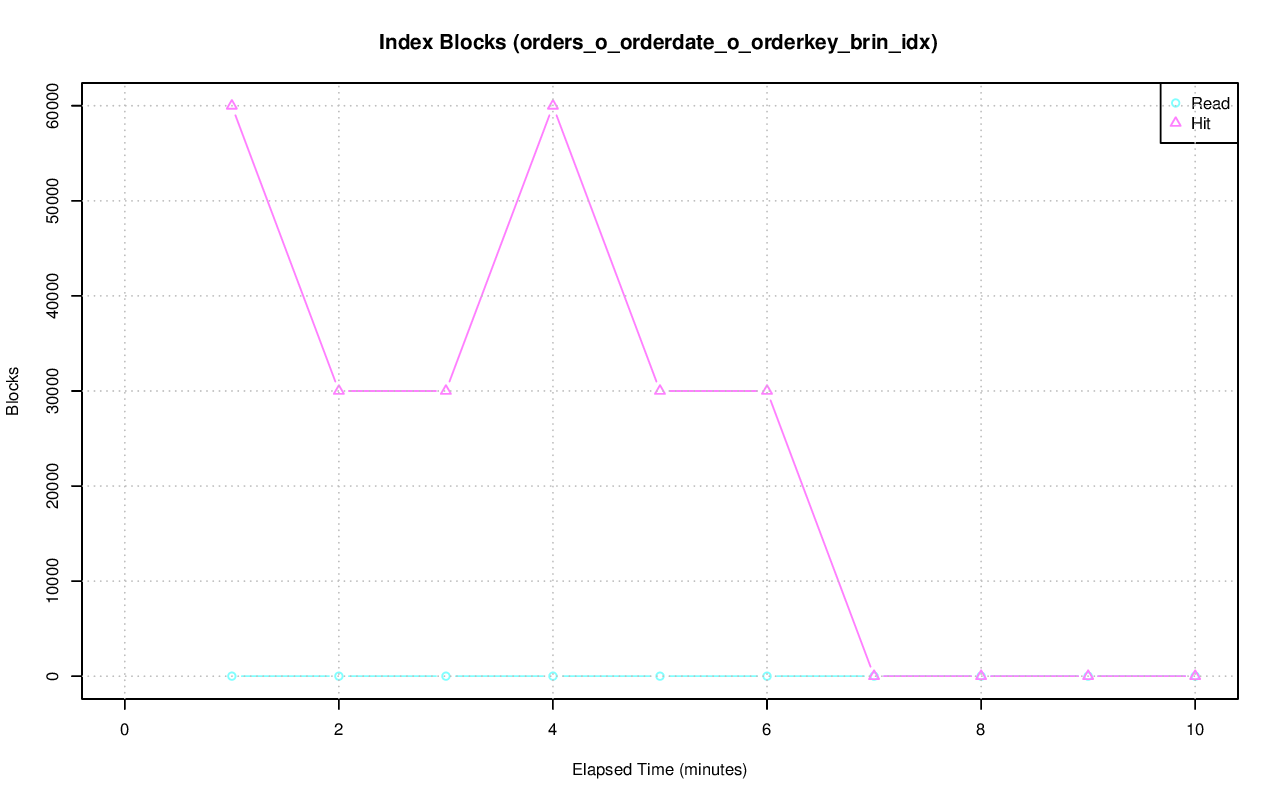 Index Blocks (orders_o_orderdate_o_orderkey_brin_idx)
Read
Hit
60000
50000
40000
30000
20000
10000
0
Blocks
0 2 4 6 8 10
Elapsed Time (minutes)